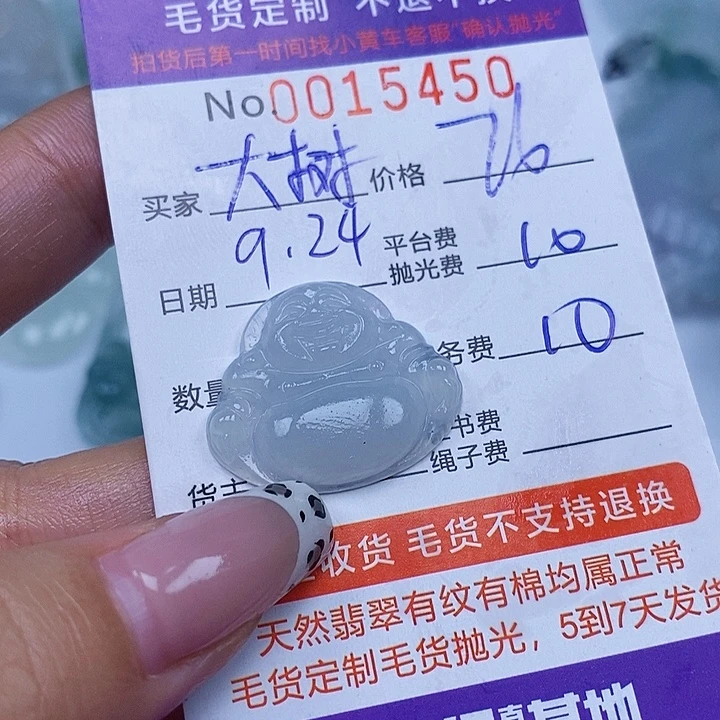 毛货定制 不退不换
拍货后第一时间找小黄车客服"确认抛光"
No.0015450
买家 大树 价格 76
日期 9.24 平台费 抛光费 10
数量 务费 10
货主 书费 绳子费
收货 毛货不支持退换
天然翡翠有纹有棉均属正常
毛货定制毛货抛光,5到7天发货
基地